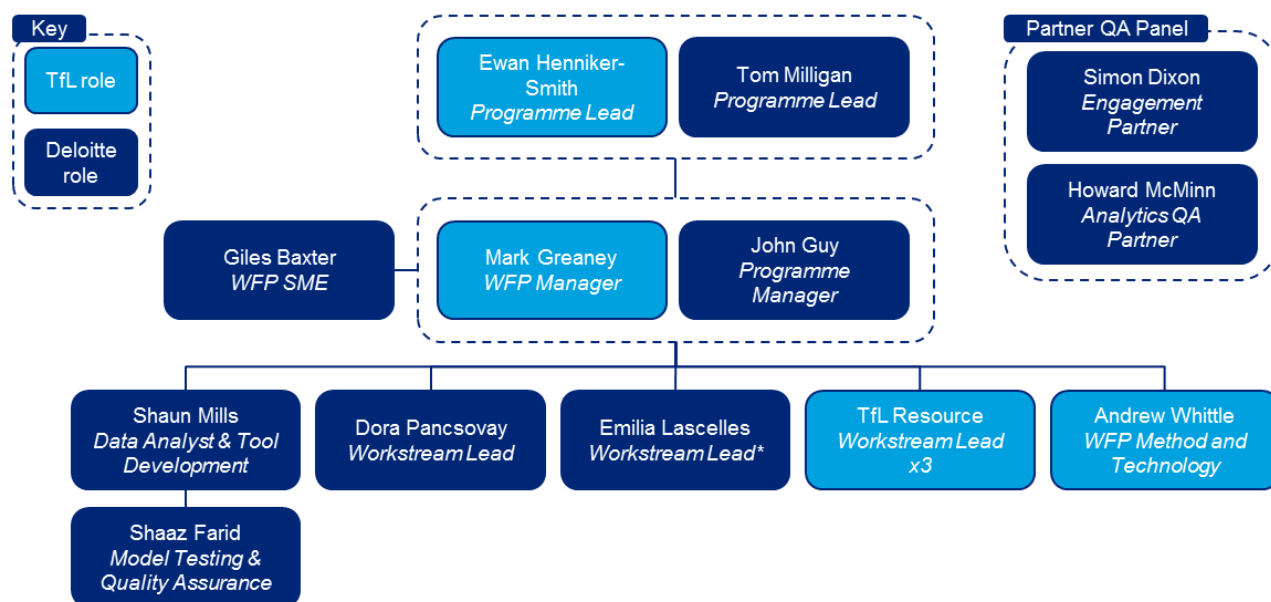 Key
TfL role
Deloitte
role
Ewan Henniker-
Smith
Programme Lead
Tom Milligan
Programme Lead
Partner QA Panel
Simon Dixon
Engagement
Partner
Howard McMinn
Analytics QA
Partner
Giles Baxter
WFP SME
Mark Greaney
WFP Manager
John Guy
Programme
Manager
Shaun Mills
Data Analyst & Tool
Development
Dora Pancsovay
Workstream Lead
Emilia Lascelles
Workstream Lead*
TfL Resource
Workstream Lead
x3
Andrew Whittle
WFP Method and
Technology
Shaaz Farid
Model Testing &
Quality Assurance